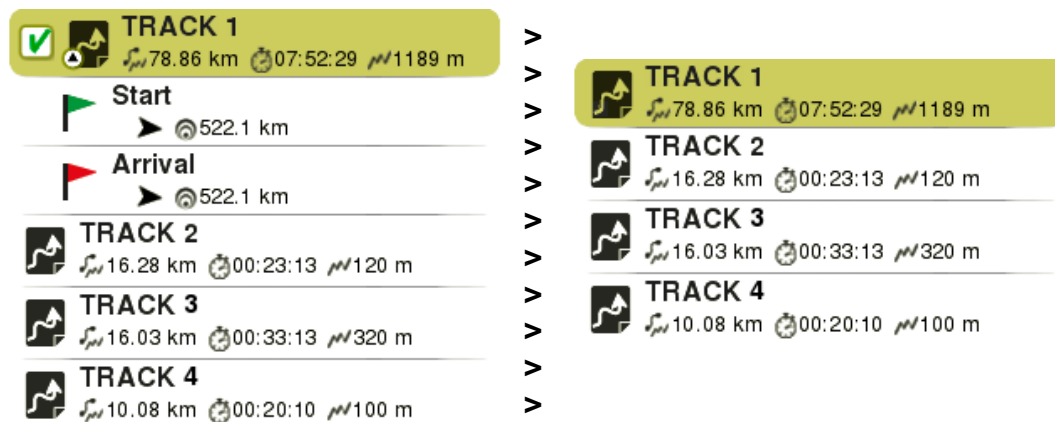 TRACK 1
78.86 km 07:52:29 1189 m
Start
522.1 km
Arrival
522.1 km
TRACK 2
16.28 km 00:23:13 120 m
TRACK 3
16.03 km 00:33:13 320 m
TRACK 4
10.08 km 00:20:10 100 m
>
>
>
>
>
>
>
>
>
>
>
TRACK 1
78.86 km 07:52:29 1189 m
TRACK 2
16.28 km 00:23:13 120 m
TRACK 3
16.03 km 00:33:13 320 m
TRACK 4
10.08 km 00:20:10 100 m